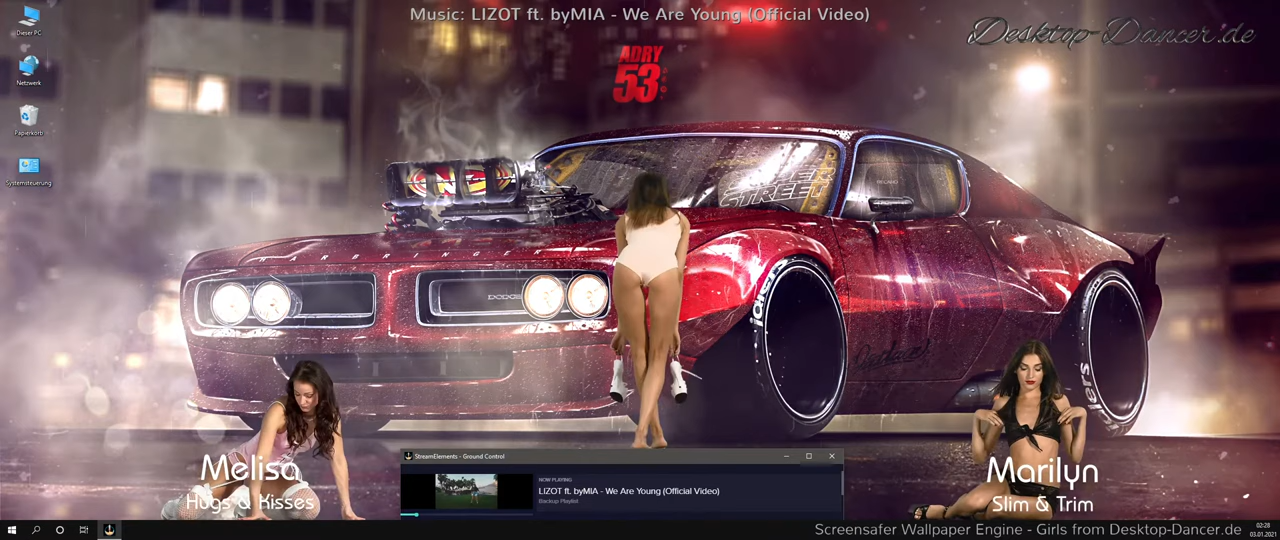 Music: LIZOT ft. byMIA - We Are Young (Official Video)
Desktop-Dancer.de
Dieser PC
Netzwerk
Papierkorb
Systemsteuerung
ADRY
53
HARBRINGER
DODGE
STREET
Melisa
Hugs & Kisses
Marilyn
Slim & Trim
StreamElements - Ground Control
NOW PLAYING
LIZOT ft. byMIA - We Are Young (Official Video)
Backup Playlist
Screensafer Wallpaper Engine - Girls from Desktop-Dancer.de
02:28
03.01.2021